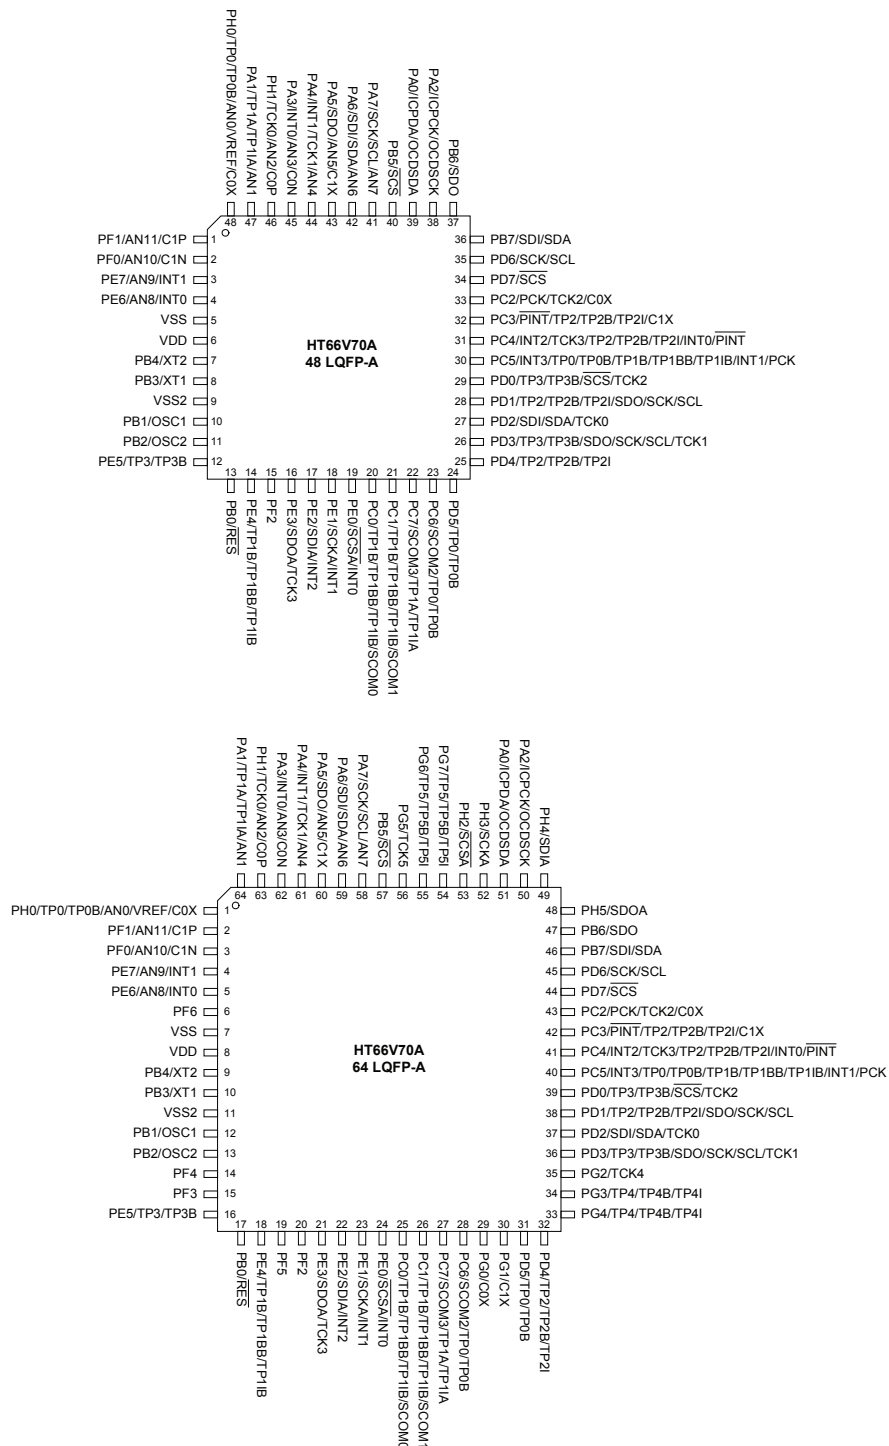 PH0/TP0/TP0B/AN0/VREF/C0X
PA1/TP1A/TP1IA/AN1
PH1/TCK0/AN2/C0P
PA3/INT0/AN3/C0N
PA4/INT1/TCK1/AN4
PA5/SDO/AN5/C1X
PA6/SDI/SDA/AN6
PA7/SCK/SCL/AN7
PB5/SCS
PA0/ICPDA/OCDSDA
PA2/ICPCK/OCDSCK
PB6/SDO
48 47 46 45 44 43 42 41 40 39 38 37
PF1/AN11/C1P 1
PF0/AN10/C1N 2
PE7/AN9/INT1 3
PE6/AN8/INT0 4
VSS 5
VDD 6
PB4/XT2 7
PB3/XT1 8
VSS2 9
PB1/OSC1 10
PB2/OSC2 11
PE5/TP3/TP3B 12
HT66V70A
48 LQFP-A
36 PB7/SDI/SDA
35 PD6/SCK/SCL
34 PD7/SCS
33 PC2/PCK/TCK2/C0X
32 PC3/PINT/TP2/TP2B/TP2I/C1X
31 PC4/INT2/TCK3/TP2/TP2B/TP2I/INT0/PINT
30 PC5/INT3/TP0/TP0B/TP1B/TP1BB/TP1IB/INT1/PCK
29 PD0/TP3/TP3B/SCS/TCK2
28 PD1/TP2/TP2B/TP2I/SDO/SCK/SCL
27 PD2/SDI/SDA/TCK0
26 PD3/TP3/TP3B/SDO/SCK/SCL/TCK1
25 PD4/TP2/TP2B/TP2I
13 14 15 16 17 18 19 20 21 22 23 24
PB0/RES
PE4/TP1B/TP1BB/TP1IB
PF2
PE3/SDOA/TCK3
PE2/SDIA/INT2
PE1/SCKA/INT1
PE0/SCSA/INT0
PC0/TP1B/TP1BB/TP1IB/SCOM0
PC1/TP1B/TP1BB/TP1IB/SCOM1
PC7/SCOM3/TP1A/TP1IA
PC6/SCOM2/TP0/TP0B
PD5/TP0/TP0B
PA1/TP1A/TP1IA/AN1
PH1/TCK0/AN2/C0P
PA3/INT0/AN3/C0N
PA4/INT1/TCK1/AN4
PA5/SDO/AN5/C1X
PA6/SDI/SDA/AN6
PA7/SCK/SCL/AN7
PB5/SCS
PG5/TCK5
PG6/TP5/TP5B/TP5I
PG7/TP5/TP5B/TP5I
PH2/SCSA
PH3/SCKA
PA0/ICPDA/OCDSDA
PA2/ICPCK/OCDSCK
PH4/SDIA
64 63 62 61 60 59 58 57 56 55 54 53 52 51 50 49
PH0/TP0/TP0B/AN0/VREF/C0X 1
PF1/AN11/C1P 2
PF0/AN10/C1N 3
PE7/AN9/INT1 4
PE6/AN8/INT0 5
PF6 6
VSS 7
VDD 8
PB4/XT2 9
PB3/XT1 10
VSS2 11
PB1/OSC1 12
PB2/OSC2 13
PF4 14
PF3 15
PE5/TP3/TP3B 16
HT66V70A
64 LQFP-A
48 PH5/SDOA
47 PB6/SDO
46 PB7/SDI/SDA
45 PD6/SCK/SCL
44 PD7/SCS
43 PC2/PCK/TCK2/C0X
42 PC3/PINT/TP2/TP2B/TP2I/C1X
41 PC4/INT2/TCK3/TP2/TP2B/TP2I/INT0/PINT
40 PC5/INT3/TP0/TP0B/TP1B/TP1BB/TP1IB/INT1/PCK
39 PD0/TP3/TP3B/SCS/TCK2
38 PD1/TP2/TP2B/TP2I/SDO/SCK/SCL
37 PD2/SDI/SDA/TCK0
36 PD3/TP3/TP3B/SDO/SCK/SCL/TCK1
35 PG2/TCK4
34 PG3/TP4/TP4B/TP4I
33 PG4/TP4/TP4B/TP4I
17 18 19 20 21 22 23 24 25 26 27 28 29 30 31 32
PB0/RES
PE4/TP1B/TP1BB/TP1IB
PF5
PF2
PE3/SDOA/TCK3
PE2/SDIA/INT2
PE1/SCKA/INT1
PE0/SCSA/INT0
PC0/TP1B/TP1BB/TP1IB/SCOM0
PC1/TP1B/TP1BB/TP1IB/SCOM1
PC7/SCOM3/TP1A/TP1IA
PC6/SCOM2/TP0/TP0B
PG0/C0X
PG1/C1X
PD5/TP0/TP0B
PD4/TP2/TP2B/TP2I